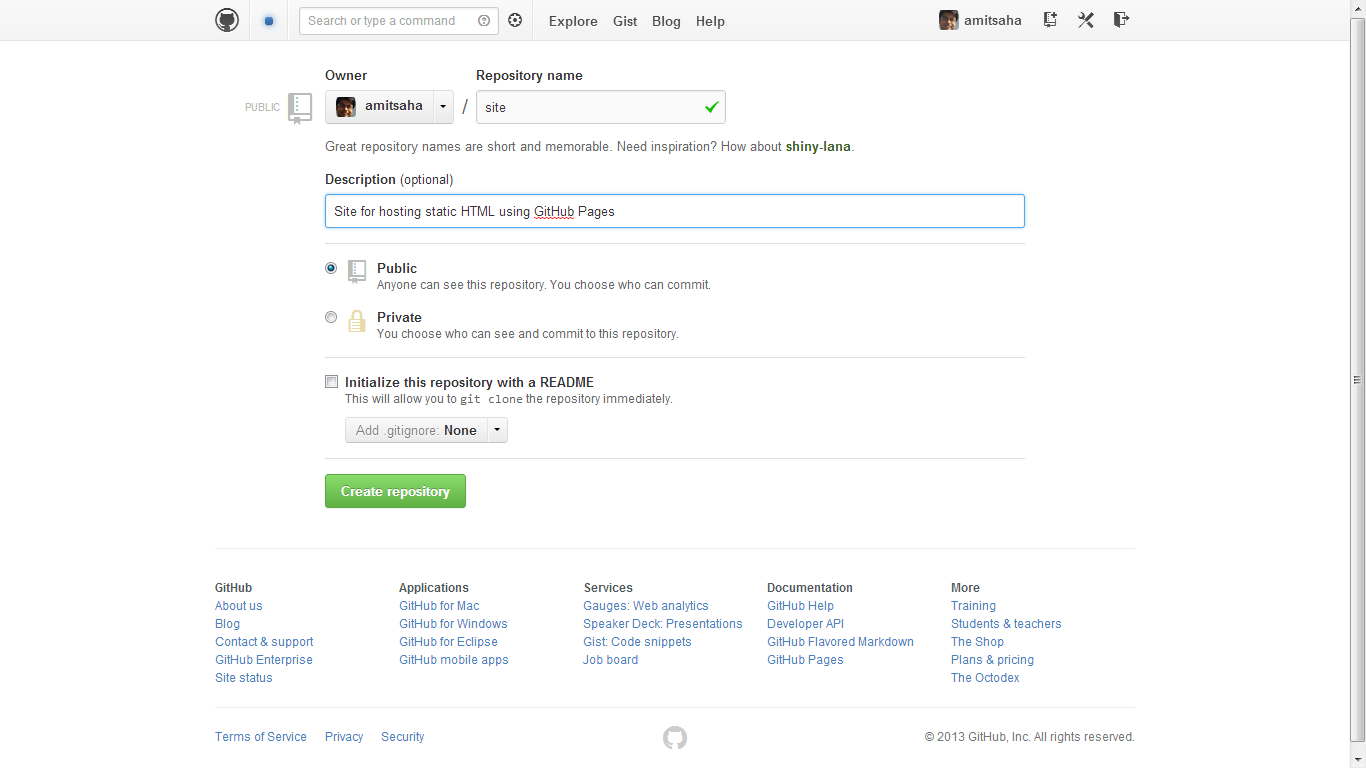 Search or type a command
Explore Gist Blog Help
amitsaha
Owner Repository name
PUBLIC amitsaha / site
Great repository names are short and memorable. Need inspiration? How about shiny-lana.
Description (optional)
Site for hosting static HTML using GitHub Pages
Public
Anyone can see this repository. You choose who can commit.
Private
You choose who can see and commit to this repository.
Initialize this repository with a README
This will allow you to git clone the repository immediately.
Add .gitignore: None
Create repository
GitHub Applications Services Documentation More
About us GitHub for Mac Gauges: Web analytics GitHub Help Training
Blog GitHub for Windows Speaker Deck: Presentations Developer API Students & teachers
Contact & support GitHub for Eclipse Gist: Code snippets GitHub Flavored Markdown The Shop
GitHub Enterprise GitHub mobile apps Job board GitHub Pages Plans & pricing
Site status The Octodex
Terms of Service Privacy Security © 2013 GitHub, Inc. All rights reserved.